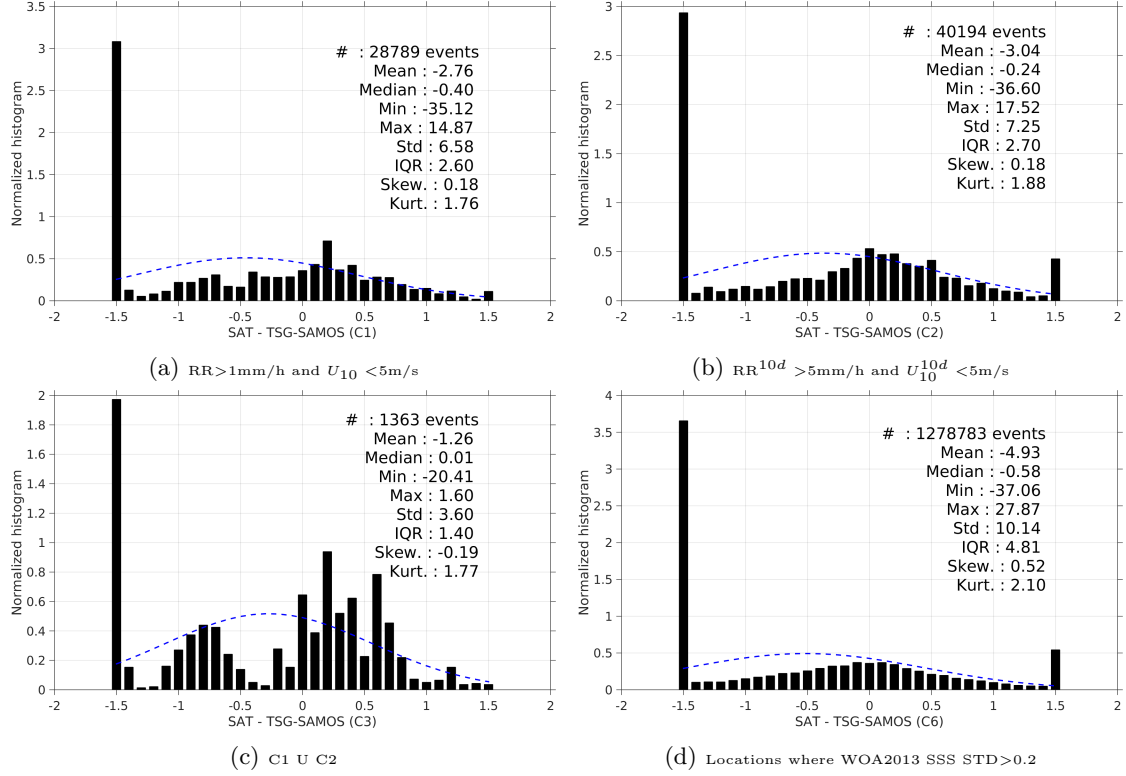 3.5
3
2.5
2
1.5
1
0.5
0
-2
-1.5
-1
-0.5
0
0.5
1
1.5
2
Normalized histogram
SAT - TSG-SAMOS (C1)
# : 28789 events
Mean : -2.76
Median : -0.40
Min : -35.12
Max : 14.87
Std : 6.58
IQR : 2.60
Skew. : 0.18
Kurt. : 1.76
(a) RR>1mm/h and U10 <5m/s
3
2.5
2
1.5
1
0.5
0
-2
-1.5
-1
-0.5
0
0.5
1
1.5
2
Normalized histogram
SAT - TSG-SAMOS (C2)
# : 40194 events
Mean : -3.04
Median : -0.24
Min : -36.60
Max : 17.52
Std : 7.25
IQR : 2.70
Skew. : 0.18
Kurt. : 1.88
(b) RR10d >5mm/h and U10d10 <5m/s
2
1.8
1.6
1.4
1.2
1
0.8
0.6
0.4
0.2
0
-2
-1.5
-1
-0.5
0
0.5
1
1.5
2
Normalized histogram
SAT - TSG-SAMOS (C3)
# : 1363 events
Mean : -1.26
Median : 0.01
Min : -20.41
Max : 1.60
Std : 3.60
IQR : 1.40
Skew. : -0.19
Kurt. : 1.77
(c) C1 U C2
4
3.5
3
2.5
2
1.5
1
0.5
0
-2
-1.5
-1
-0.5
0
0.5
1
1.5
2
Normalized histogram
SAT - TSG-SAMOS (C6)
# : 1278783 events
Mean : -4.93
Median : -0.58
Min : -37.06
Max : 27.87
Std : 10.14
IQR : 4.81
Skew. : 0.52
Kurt. : 2.10
(d) Locations where WOA2013 SSS STD>0.2